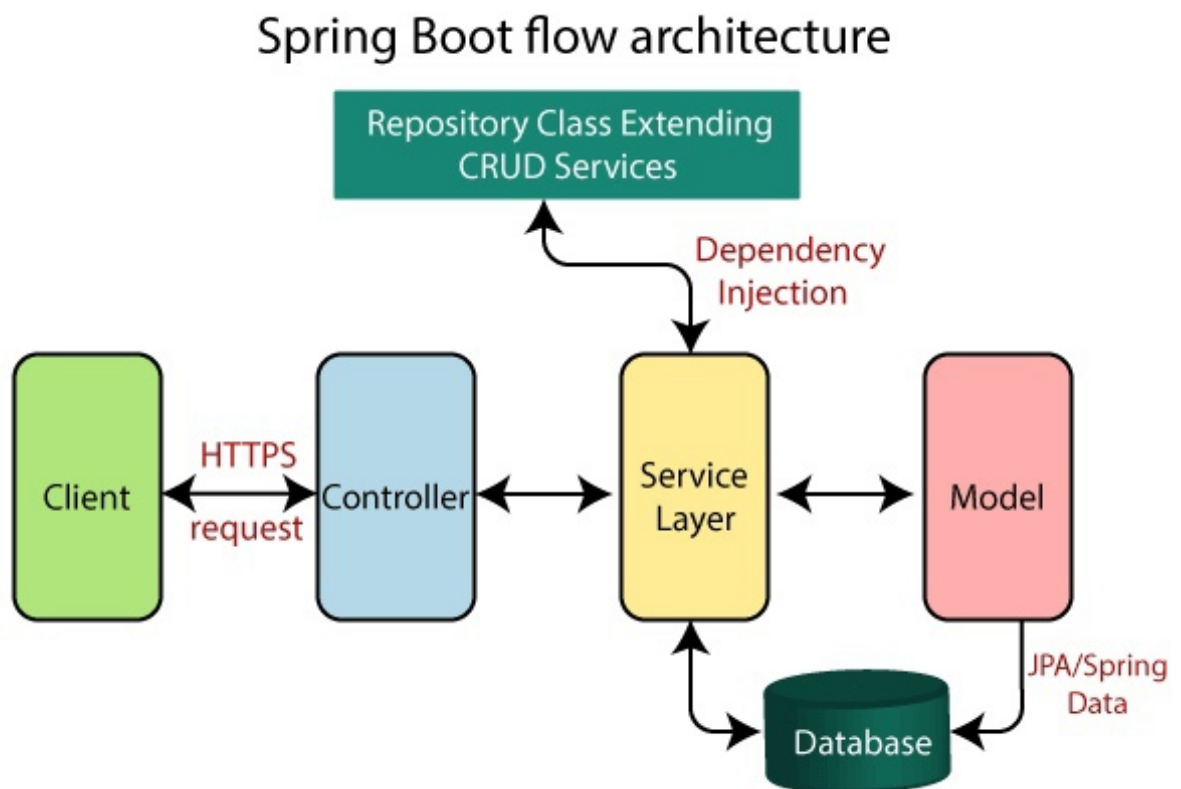 Spring Boot flow architecture
Repository Class Extending
CRUD Services
Dependency
Injection
Client
HTTPS
request
Controller
Service
Layer
Model
JPA/Spring
Data
Database